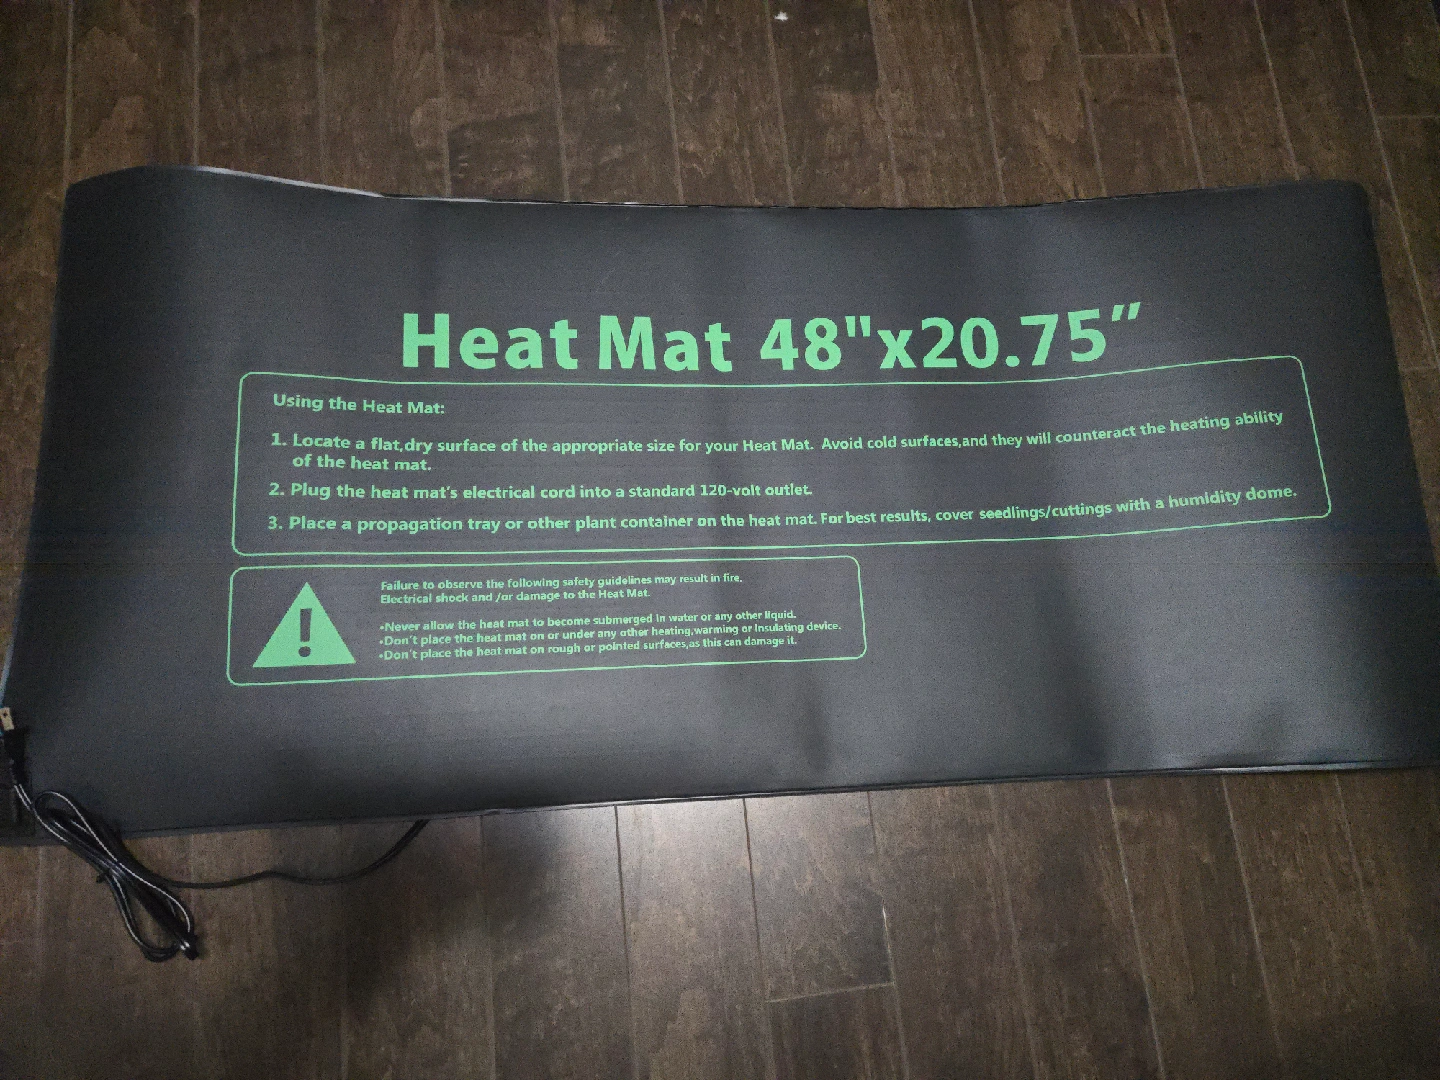 Heat Mat 48"x20.75"
Using the Heat Mat:
1. Locate a flat,dry surface of the appropriate size for your Heat Mat. Avoid cold surfaces,and they will counteract the heating ability
of the heat mat.
2. Plug the heat mat's electrical cord into a standard 120-volt outlet.
3. Place a propagation tray or other plant container on the heat mat. For best results, cover seedlings/cuttings with a humidity dome.
Failure to observe the following safety guidelines may result in fire.
Electrical shock and /or damage to the Heat Mat.
•Never allow the heat mat to become submerged in water or any other liquid.
•Don't place the heat mat on or under any other heating,warming or insulating device.
•Don't place the heat mat on rough or pointed surfaces,as this can damage it.